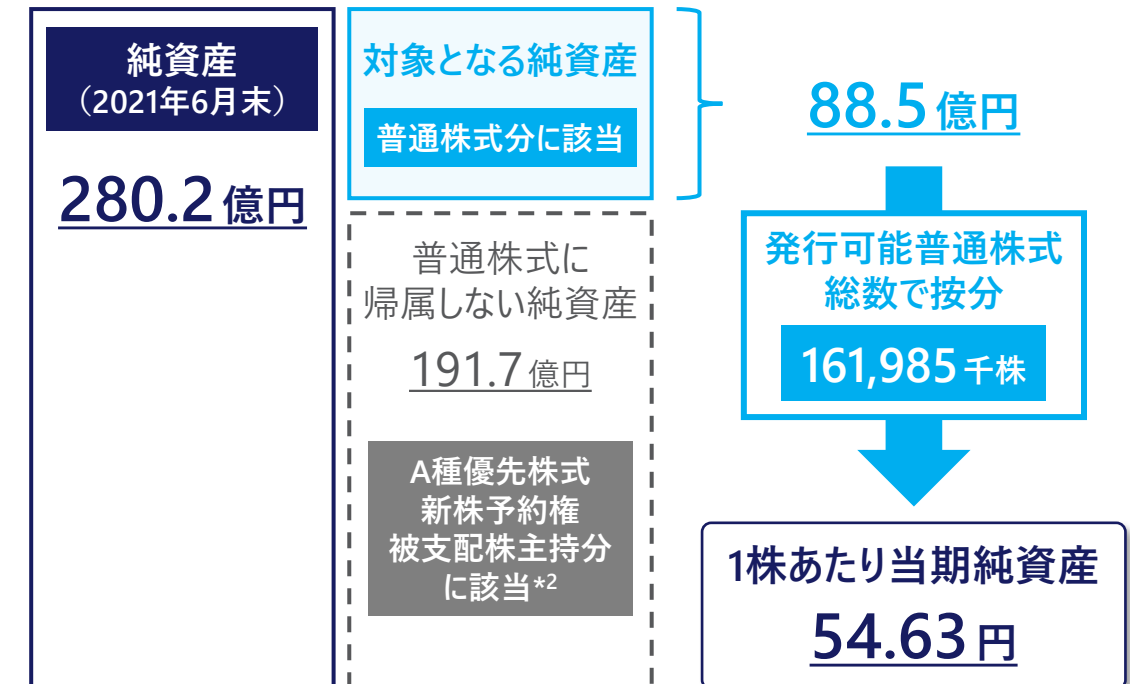 純資産
（2021年6月末）
280.2億円
対象となる純資産
普通株式分に該当
普通株式に
帰属しない純資産
191.7億円
A種優先株式
新株予約権
被支配株主持分
に該当*2
88.5億円
発行可能普通株式
総数で按分
161,985千株
1株あたり当期純資産
54.63円